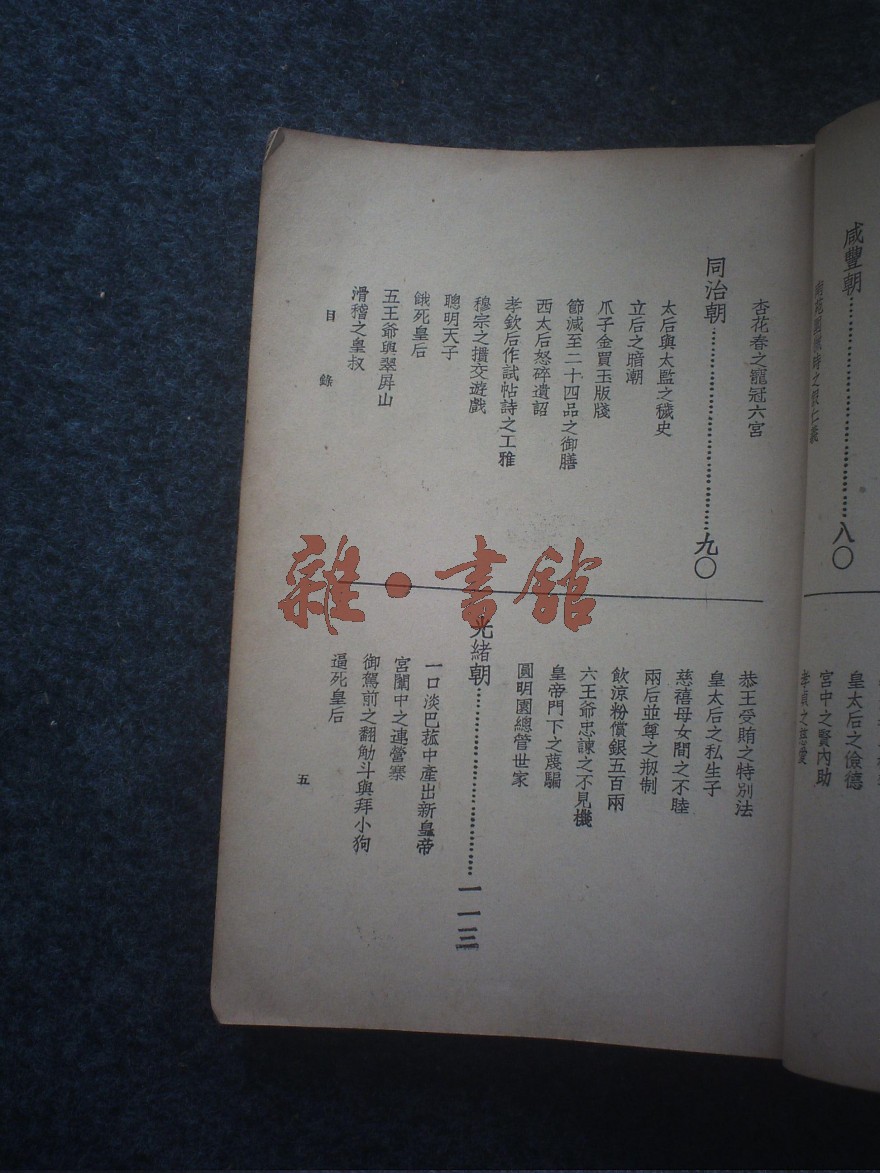 咸豐朝……八〇
皇太后之儉德
宮中之賢內助
杏花春之寵冠六宮
同治朝……九〇
太后與太監之穢史
立后之暗潮
爪子金買玉版牋
節減至二十四品之御膳
西太后怒碎遺詔
孝欽后作試帖詩之工雅
穆宗之摜交遊戲
聰明天子
餓死皇后
五王爺與翠屏山
滑稽之皇叔
恭王受賄之特別法
皇太后之私生子
慈禧母女間之不睦
兩后並尊之剏制
飲涼粉償銀五百兩
六王爺忠諫之不見機
皇帝門下之蔑騙
圓明園總管世家
光緒朝……一一三
一口淡巴菰中產出新皇帝
宮闈中之連營寨
御駕前之翻觔斗與拜小狗
逼死皇后
目錄
五
雜·書館